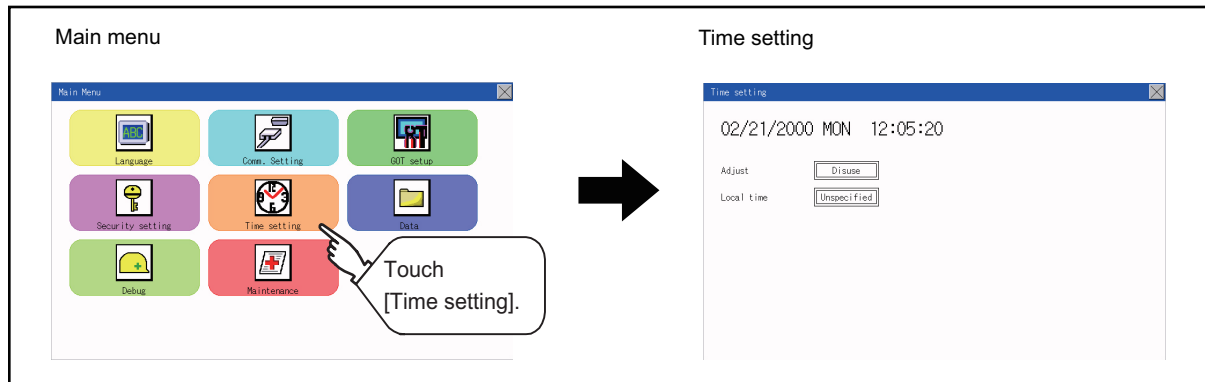 Main menu
Time setting
Main Menu
ABC
Language
Comm. Setting
GOT setup
Security setting
Time setting
Data
Debug
Maintenance
Touch
[Time setting].
Time setting
02/21/2000 MON 12:05:20
Adjust Disuse
Local time Unspecified